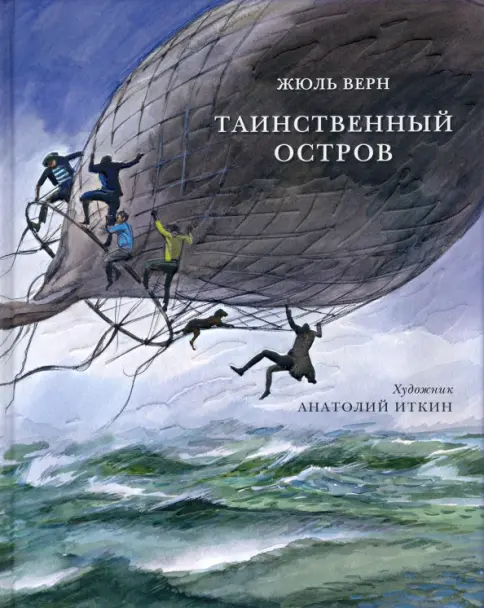 ЖЮЛЬ ВЕРН
ТАИНСТВЕННЫЙ
ОСТРОВ
Художник
АНАТОЛИЙ ИТКИН